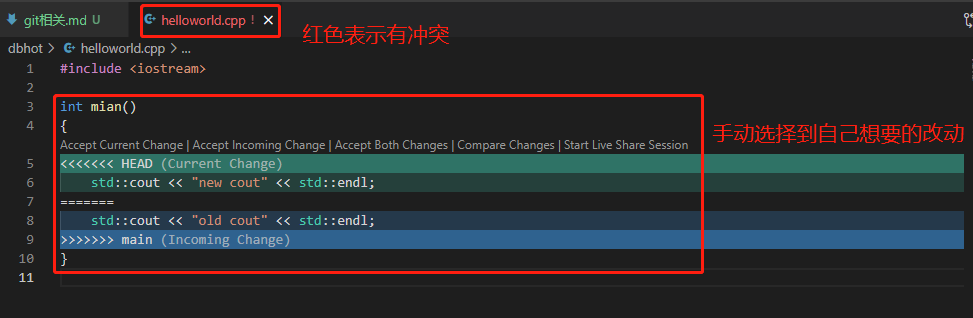 git相关.md U
helloworld.cpp !
红色表示有冲突
dbhot > helloworld.cpp > ...
1 #include <iostream>
2
3 int mian()
4 {
Accept Current Change | Accept Incoming Change | Accept Both Changes | Compare Changes | Start Live Share Session
手动选择到自己想要的改动
5 <<<<<<< HEAD (Current Change)
6 std::cout << "new cout" << std::endl;
7 =======
8 std::cout << "old cout" << std::endl;
9 >>>>>>> main (Incoming Change)
10 }
11